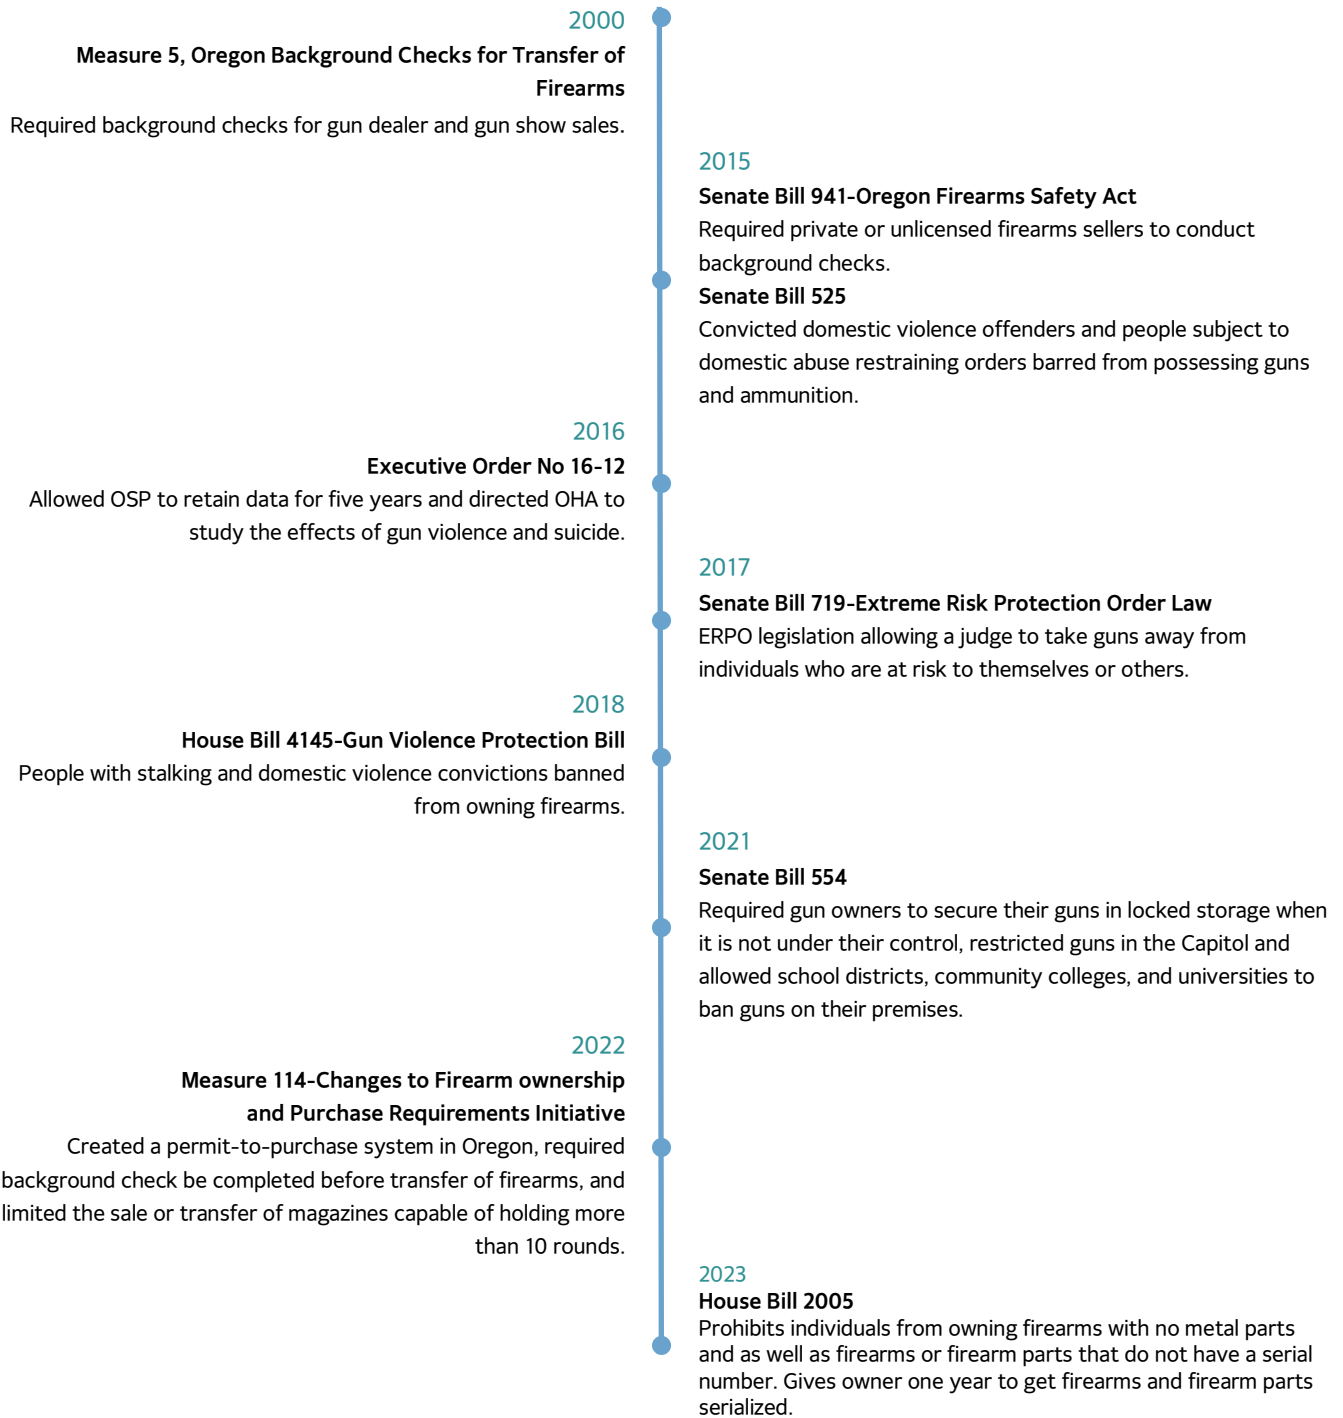 2000
Measure 5, Oregon Background Checks for Transfer of
Firearms
Required background checks for gun dealer and gun show sales.
2015
Senate Bill 941-Oregon Firearms Safety Act
Required private or unlicensed firearms sellers to conduct
background checks.
Senate Bill 525
Convicted domestic violence offenders and people subject to
domestic abuse restraining orders barred from possessing guns
and ammunition.
2016
Executive Order No 16-12
Allowed OSP to retain data for five years and directed OHA to
study the effects of gun violence and suicide.
2017
Senate Bill 719-Extreme Risk Protection Order Law
ERPO legislation allowing a judge to take guns away from
individuals who are at risk to themselves or others.
2018
House Bill 4145-Gun Violence Protection Bill
People with stalking and domestic violence convictions banned
from owning firearms.
2021
Senate Bill 554
Required gun owners to secure their guns in locked storage when
it is not under their control, restricted guns in the Capitol and
allowed school districts, community colleges, and universities to
ban guns on their premises.
2022
Measure 114-Changes to Firearm ownership
and Purchase Requirements Initiative
Created a permit-to-purchase system in Oregon, required
background check be completed before transfer of firearms, and
limited the sale or transfer of magazines capable of holding more
than 10 rounds.
2023
House Bill 2005
Prohibits individuals from owning firearms with no metal parts
and as well as firearms or firearm parts that do not have a serial
number. Gives owner one year to get firearms and firearm parts
serialized.